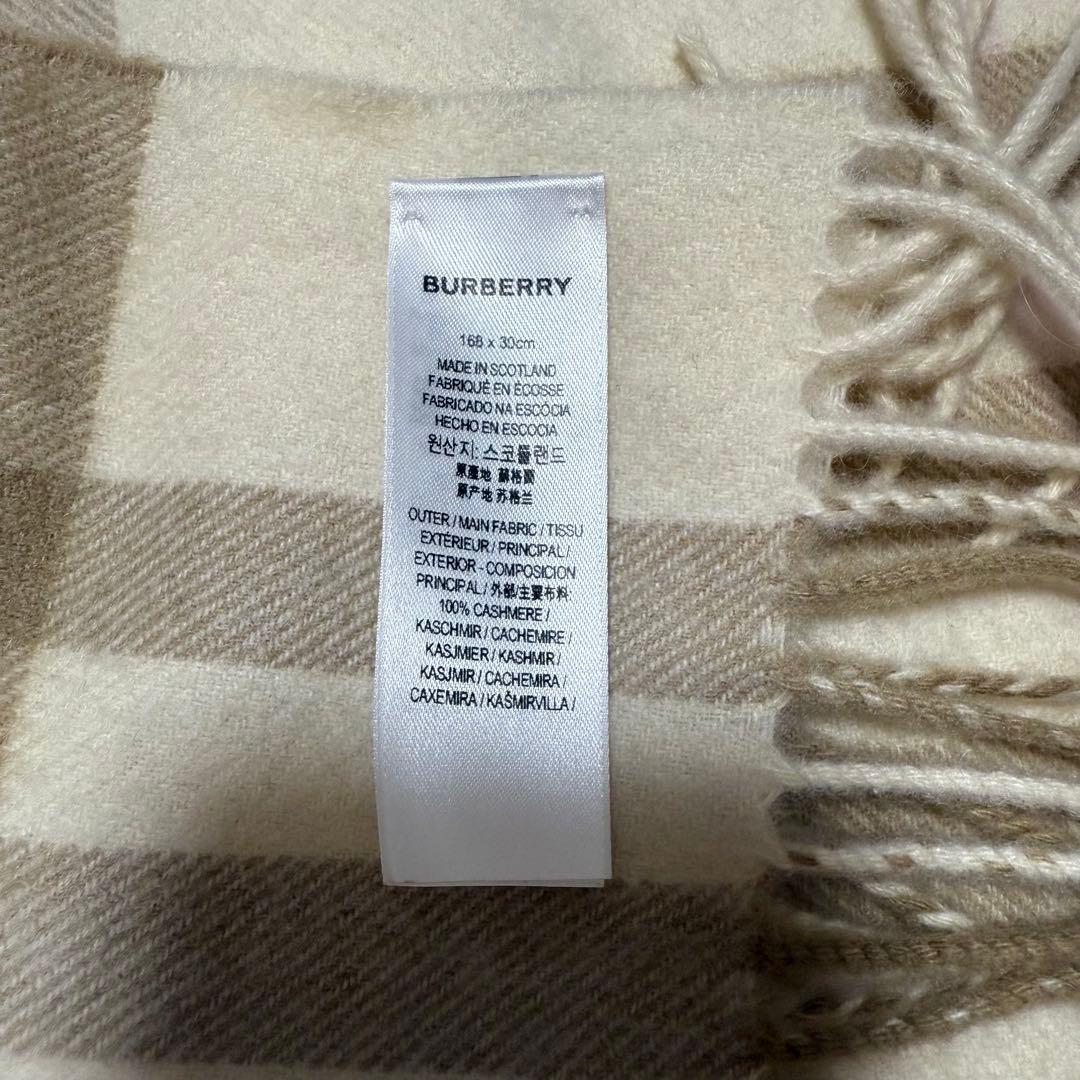 BURBERRY
168 x 30cm
MADE IN SCOTLAND
FABRIQUÉ EN ÉCOSSE
FABRICADO NA ESCÓCIA
HECHO EN ESCOCIA
원산지: 스코틀랜드
原產地 蘇格蘭
原产地 苏格兰
OUTER / MAIN FABRIC / TISSU
EXTÉRIEUR / PRINCIPAL /
EXTERIOR - COMPOSICION
PRINCIPAL / 外部/主要布料
100% CASHMERE /
KASCHMIR / CACHEMIRE /
KASJMIER / KASHMIR /
KASJMIR / CACHEMIRA /
CAXEMIRA / KAŠMIRVILLA /